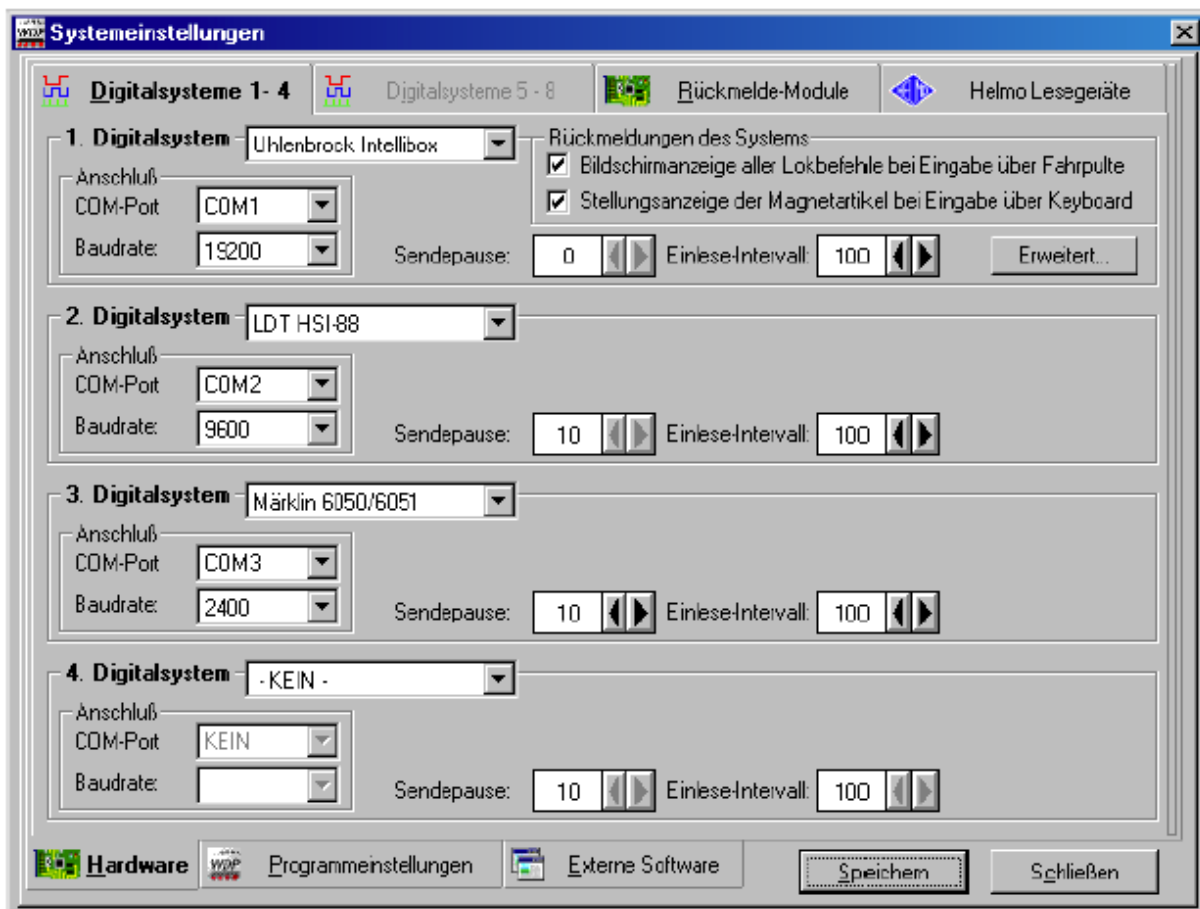 Systemeinstellungen
Digitalsysteme 1- 4
Digitalsysteme 5 - 8
Rückmelde-Module
Helmo Lesegeräte
1. Digitalsystem Uhlenbrock Intellibox
Rückmeldungen des Systems
Bildschirmanzeige aller Lokbefehle bei Eingabe über Fahrpulte
Stellungsanzeige der Magnetartikel bei Eingabe über Keyboard
Anschluß
COM-Port COM1
Baudrate: 19200
Sendepause: 0 Einlese-Intervall: 100 Erweitert...
2. Digitalsystem LDT HSI-88
Anschluß
COM-Port COM2
Baudrate: 9600
Sendepause: 10 Einlese-Intervall: 100
3. Digitalsystem Märklin 6050/6051
Anschluß
COM-Port COM3
Baudrate: 2400
Sendepause: 10 Einlese-Intervall: 100
4. Digitalsystem - KEIN -
Anschluß
COM-Port KEIN
Baudrate:
Sendepause: 10 Einlese-Intervall: 100
Hardware
WDP
Programmeinstellungen
Externe Software
Speichern
Schließen